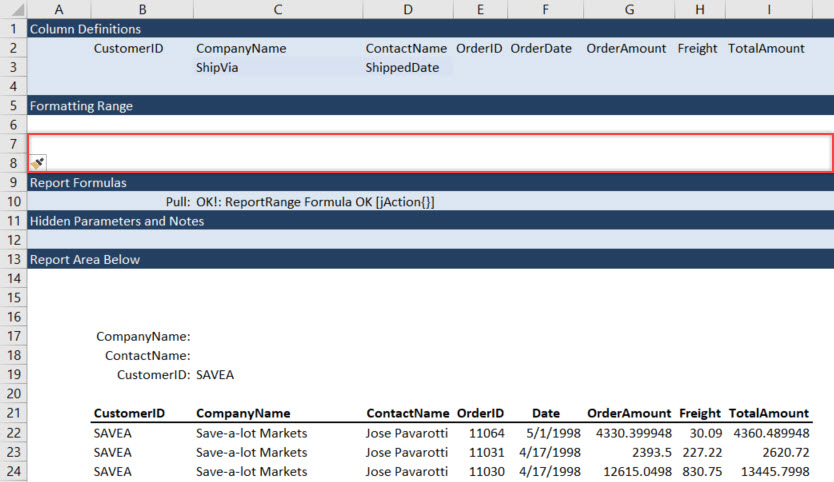 A B C D E F G H I
1 Column Definitions
2 CustomerID CompanyName ContactName OrderID OrderDate OrderAmount Freight TotalAmount
3 ShipVia ShippedDate
4
5 Formatting Range
6
7
8
9 Report Formulas
10 Pull: OK!: ReportRange Formula OK [jAction{}]
11 Hidden Parameters and Notes
12
13 Report Area Below
14
15
16
17 CompanyName:
18 ContactName:
19 CustomerID: SAVEA
20
21 CustomerID CompanyName ContactName OrderID Date OrderAmount Freight TotalAmount
22 SAVEA Save-a-lot Markets Jose Pavarotti 11064 5/1/1998 4330.399948 30.09 4360.489948
23 SAVEA Save-a-lot Markets Jose Pavarotti 11031 4/17/1998 2393.5 227.22 2620.72
24 SAVEA Save-a-lot Markets Jose Pavarotti 11030 4/17/1998 12615.0498 830.75 13445.7998